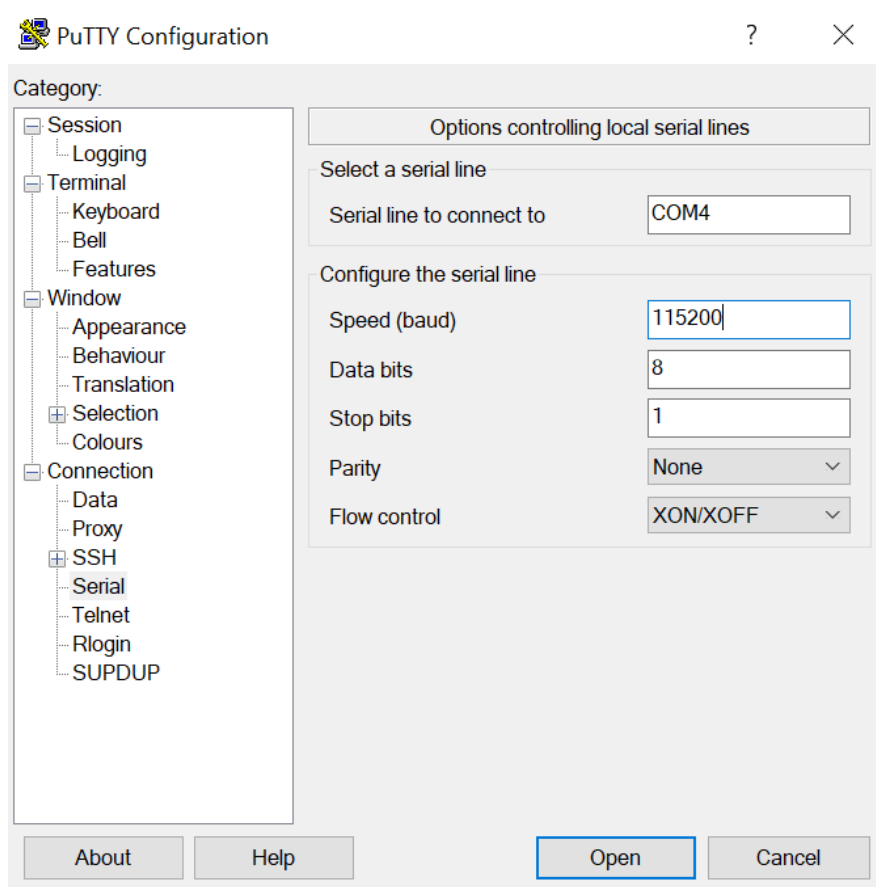 PuTTY Configuration
?
Category:
Session
Logging
Terminal
Keyboard
Bell
Features
Window
Appearance
Behaviour
Translation
Selection
Colours
Connection
Data
Proxy
SSH
Serial
Telnet
Rlogin
SUPDUP
Options controlling local serial lines
Select a serial line
Serial line to connect to COM4
Configure the serial line
Speed (baud) 115200
Data bits 8
Stop bits 1
Parity None
Flow control XON/XOFF
About Help Open Cancel